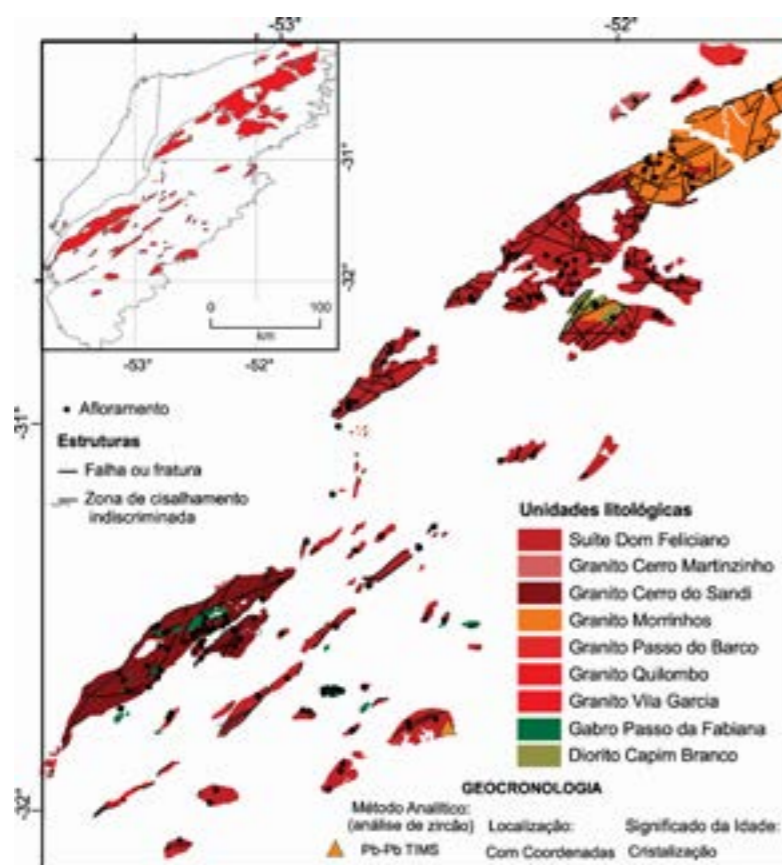 -53°
-52°
-31°
-32°
0 100
km
-53° -52°
-31°
Afloramento
Estruturas
Falha ou fratura
Zona de cisalhamento
indiscriminada
Unidades litológicas
Suíte Dom Feliciano
Granito Cerro Martinzinho
Granito Cerro do Sandi
Granito Morrinhos
Granito Passo do Barco
Granito Quilombo
Granito Vila Garcia
Gabro Passo da Fabiana
Diorito Capim Branco
-32°
GEOCRONOLOGIA
Método Analítico:
(análise de zircão)
Localização:
Significado da Idade:
Pb-Pb TIMS
Com Coordenadas
Cristalização